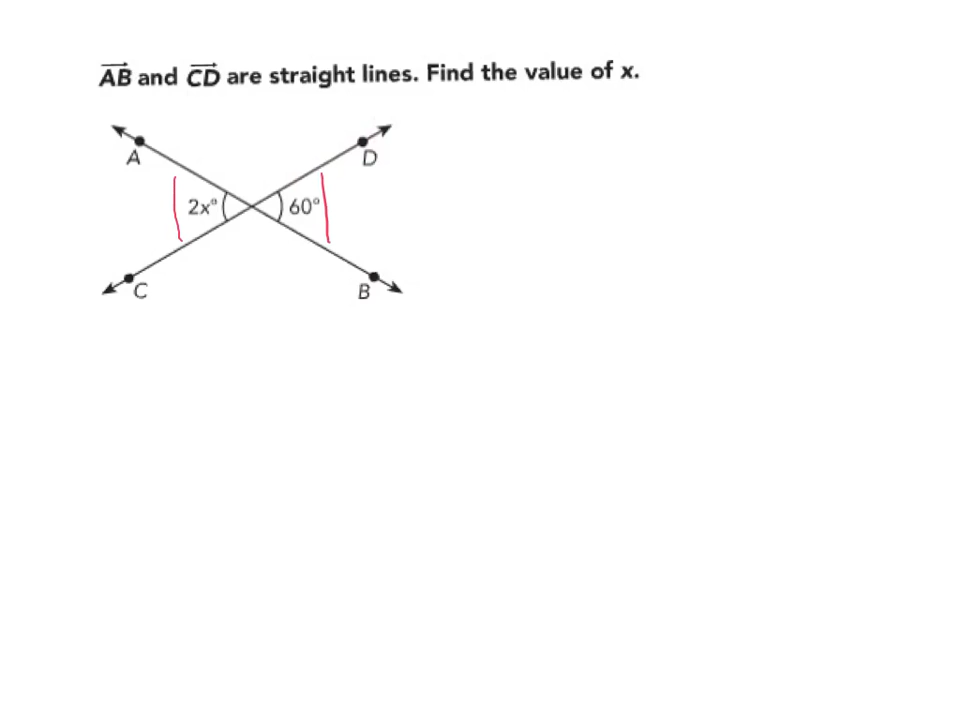 AB and CD are straight lines. Find the value of x.
A
D
2x° 60°
C
B